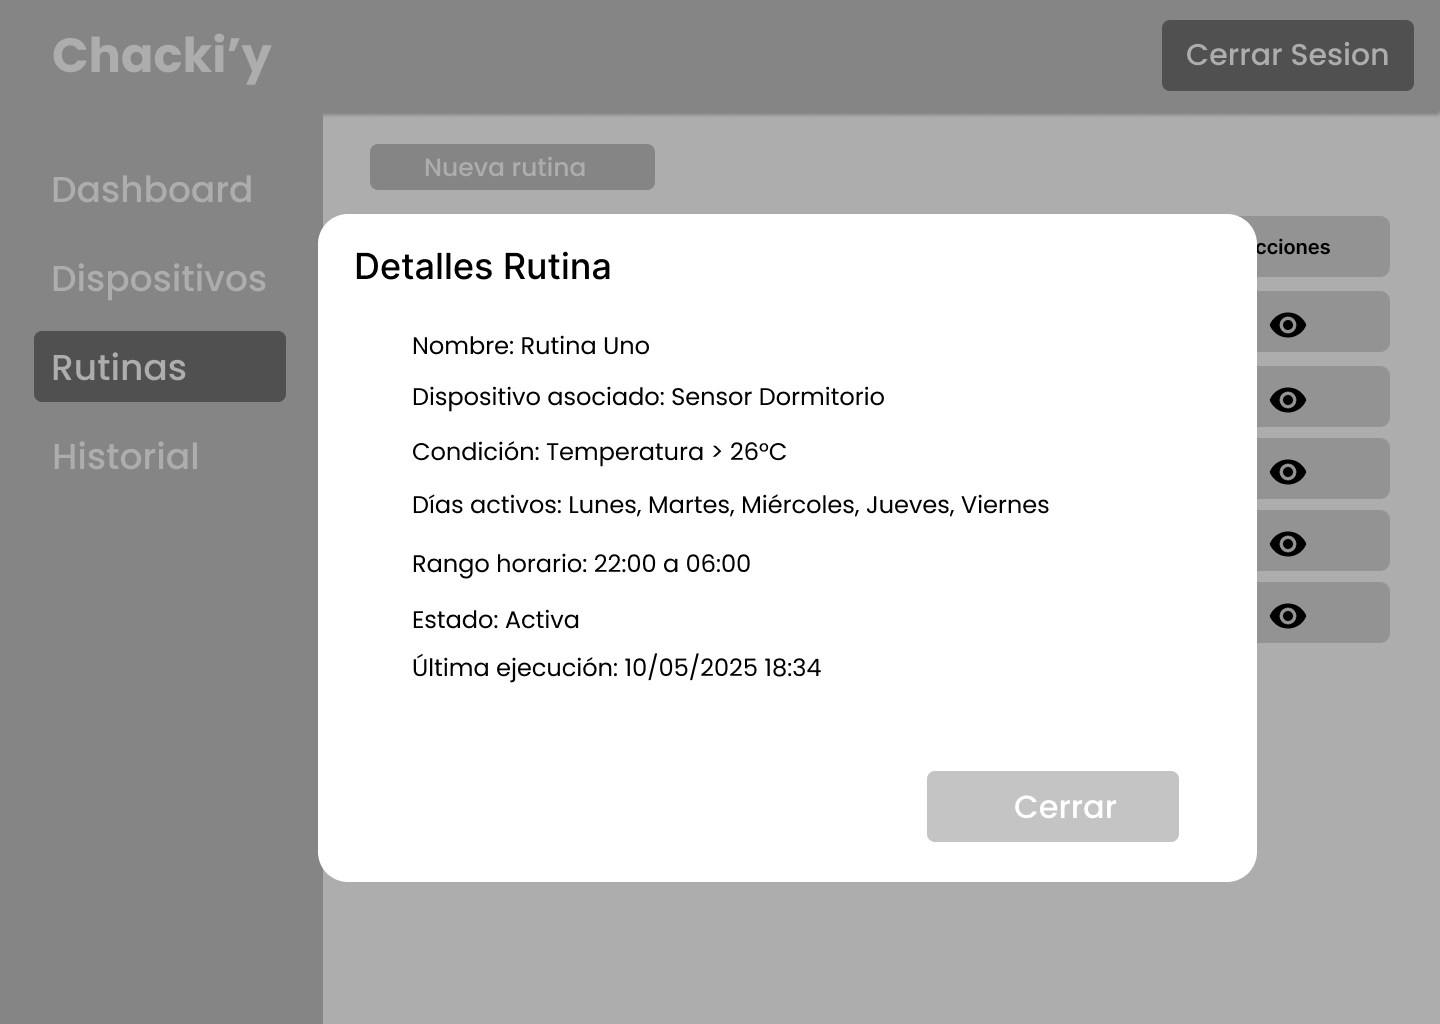 Chacki’y
Cerrar Sesion
Dashboard
Dispositivos
Rutinas
Historial
Nueva rutina
cciones
Detalles Rutina
Nombre: Rutina Uno
Dispositivo asociado: Sensor Dormitorio
Condición: Temperatura > 26°C
Días activos: Lunes, Martes, Miércoles, Jueves, Viernes
Rango horario: 22:00 a 06:00
Estado: Activa
Última ejecución: 10/05/2025 18:34
Cerrar